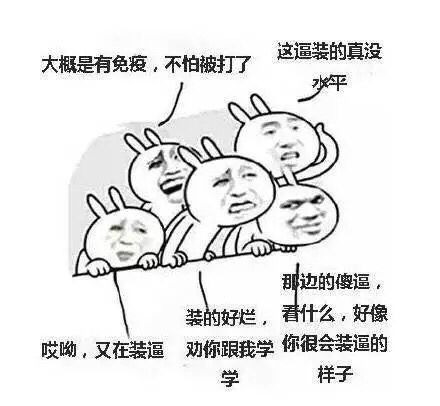 这逼装的真没
水平
大概是有免疫，不怕被打了
那边的傻逼，
看什么，好像
你很会装逼的
样子
装的好烂，
劝你跟我学
学
哎呦，又在装逼